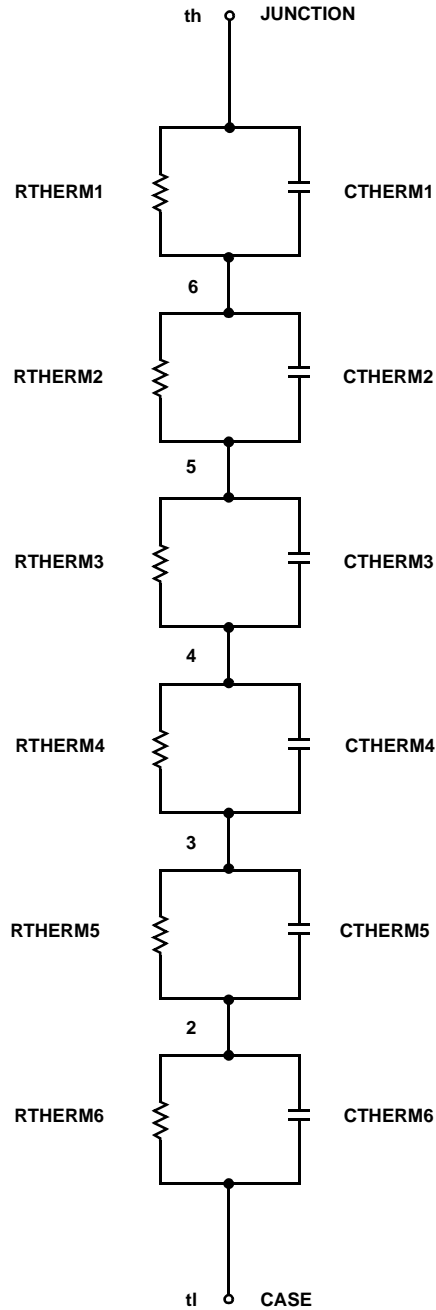 th JUNCTION
RTHERM1 CTHERM1
6
RTHERM2 CTHERM2
5
RTHERM3 CTHERM3
4
RTHERM4 CTHERM4
3
RTHERM5 CTHERM5
2
RTHERM6 CTHERM6
tl CASE